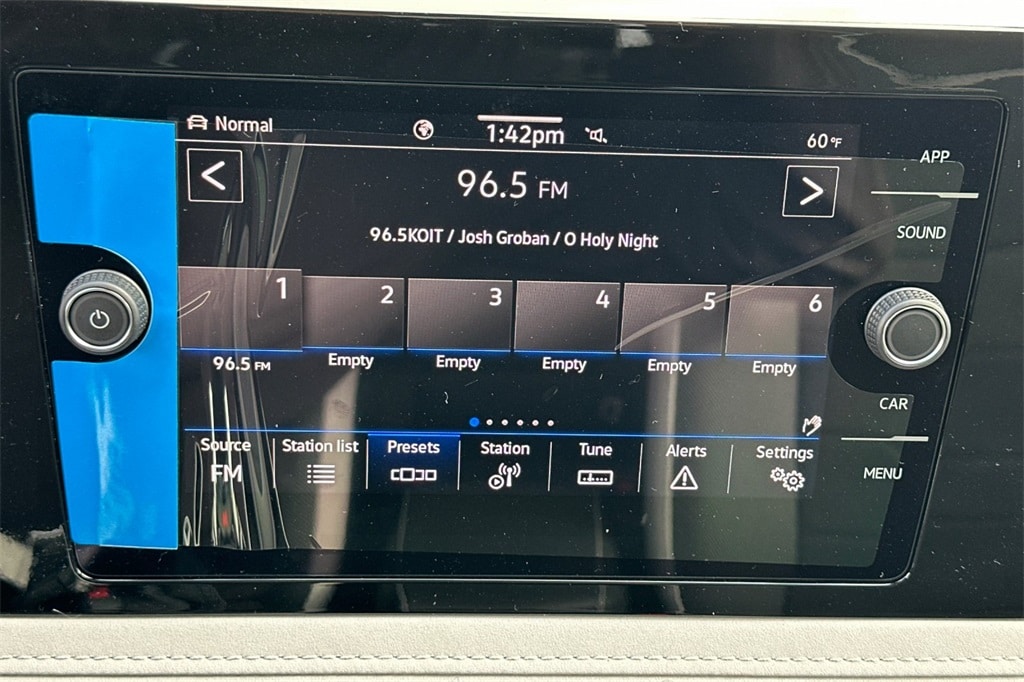 Normal
1:42pm
60°F
APP
96.5 FM
SOUND
96.5KOIT / Josh Groban / O Holy Night
1
2
3
4
5
6
96.5 FM
Empty
Empty
Empty
Empty
Empty
CAR
Source
Station list
Presets
Station
Tune
Alerts
Settings
FM
MENU